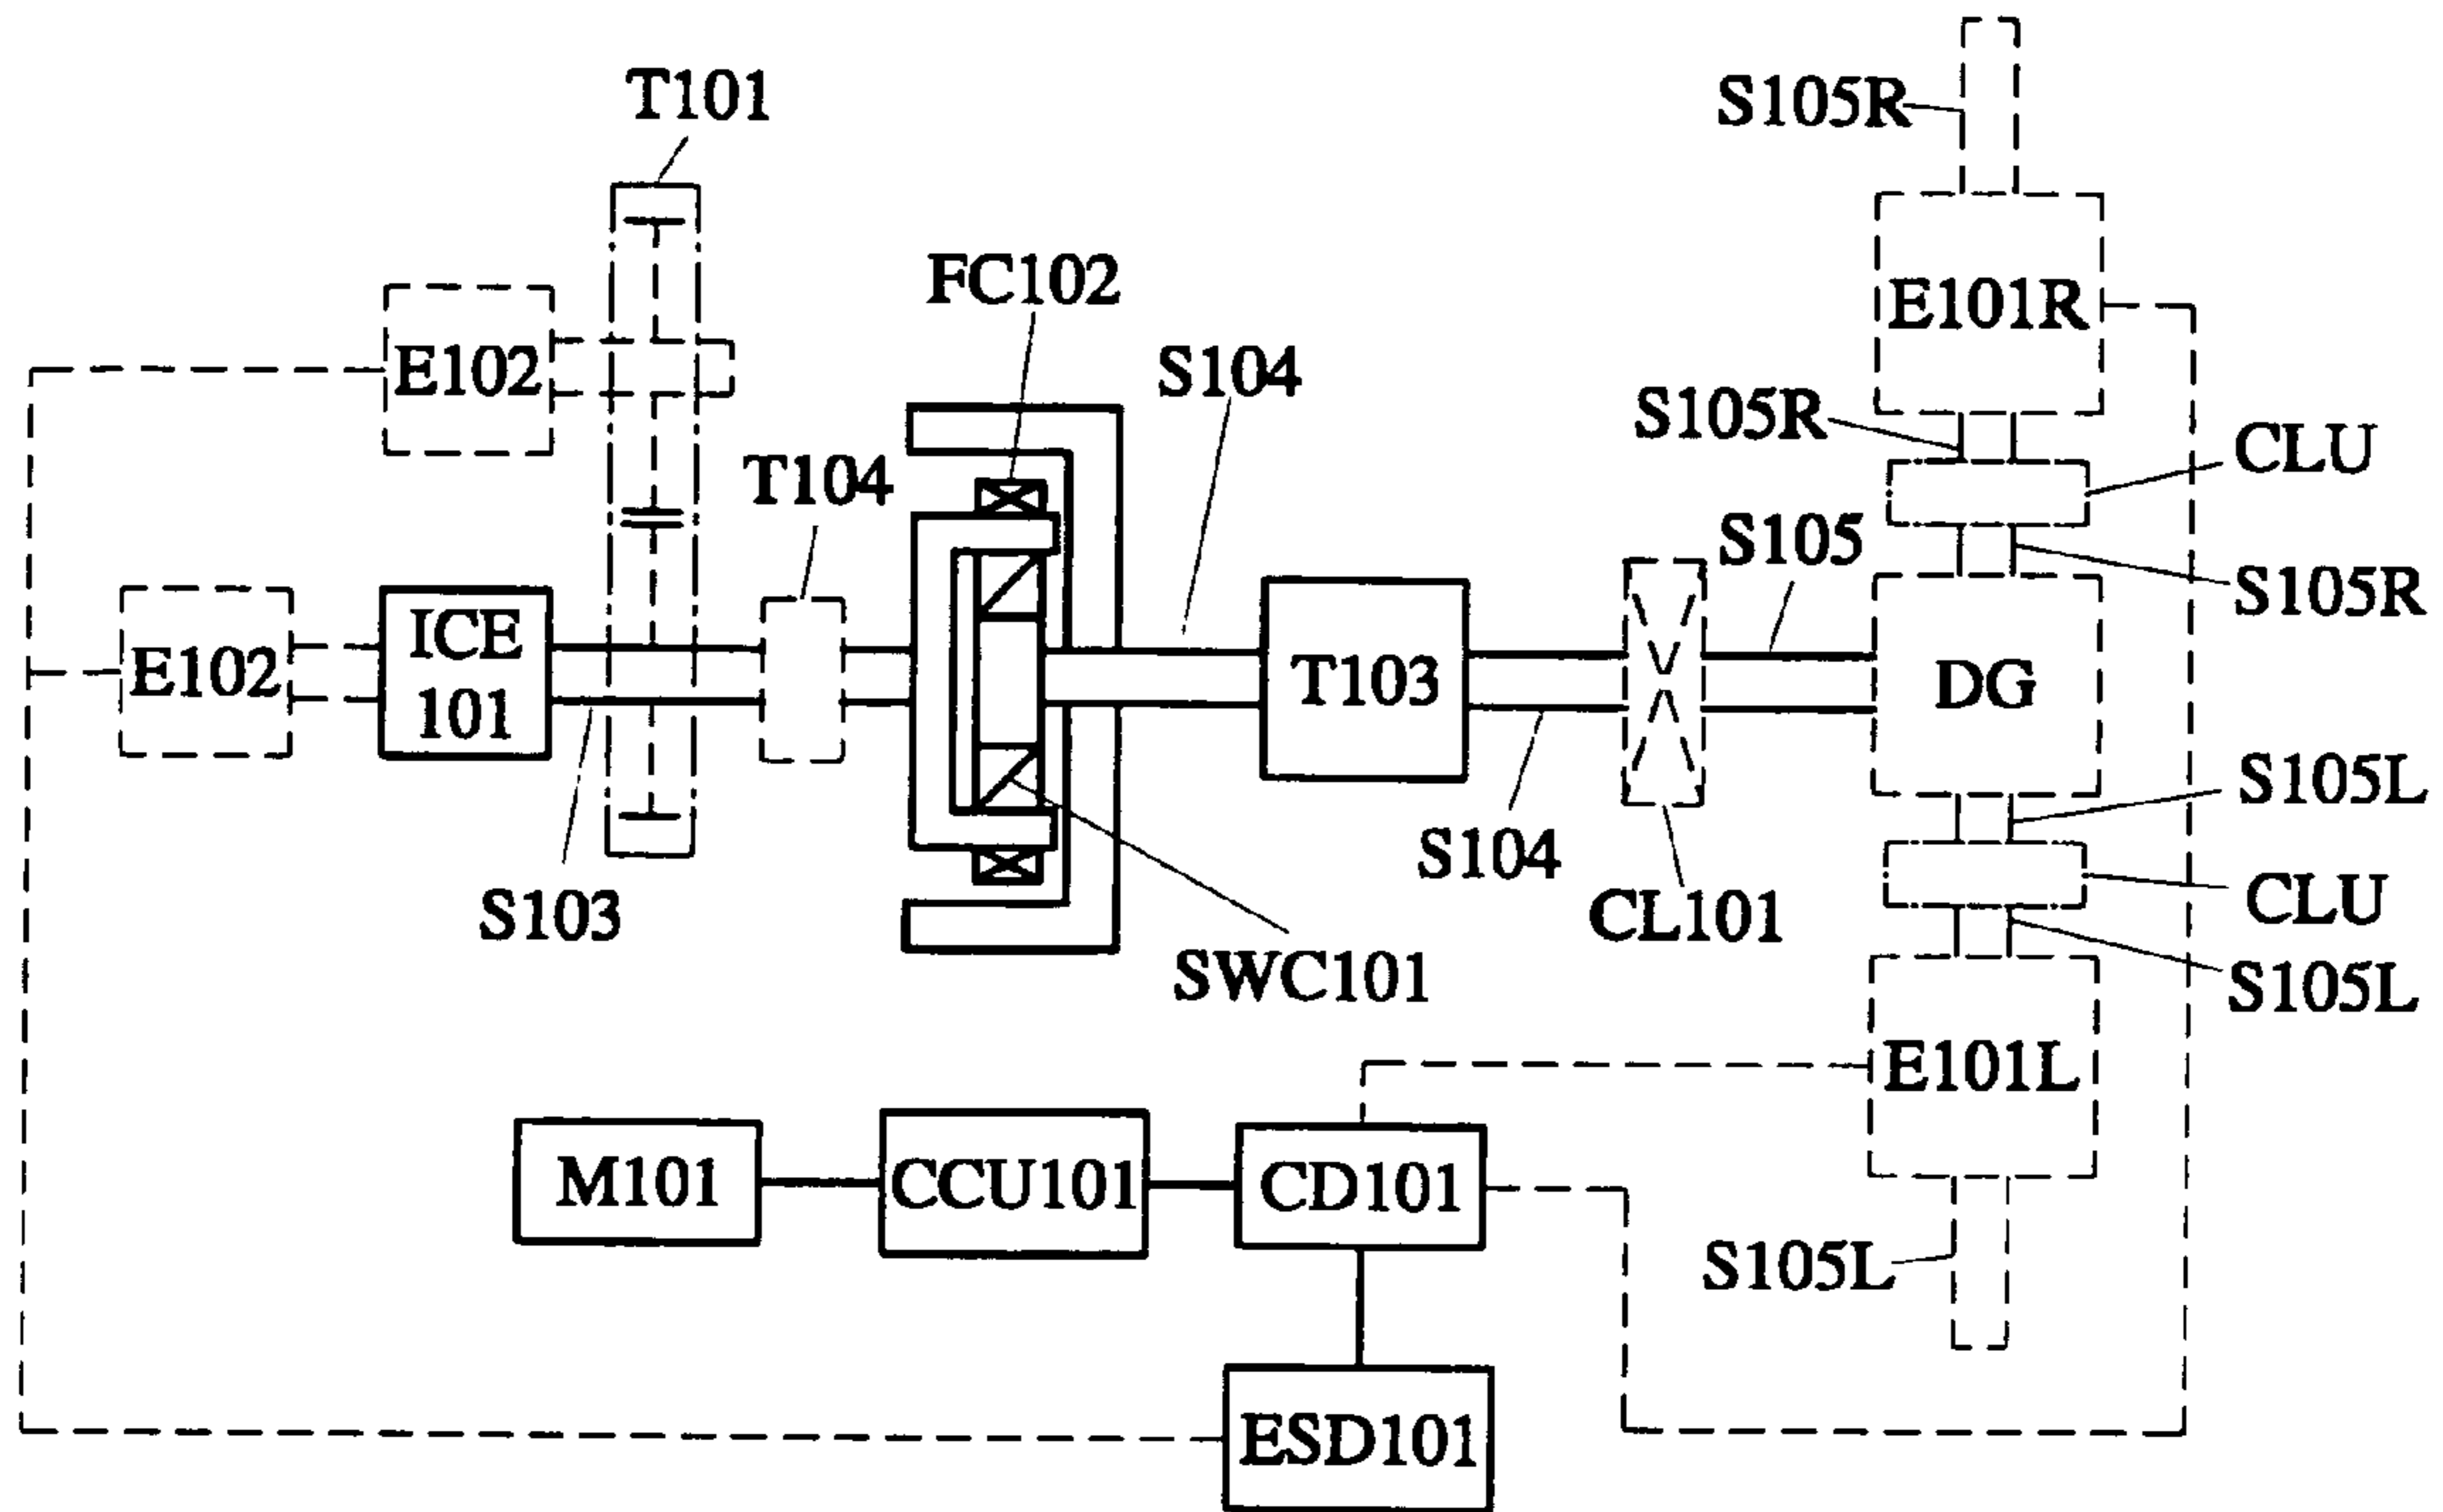 T101
S105R
FC102
E101R
E102
S104
S105R
CLU
T104
S105
S105R
ICE
101
E102
T103
DG
S105L
S104
CLU
S103
CL101
SWC101
S105L
E101L
M101
CCU101
CD101
S105L
ESD101